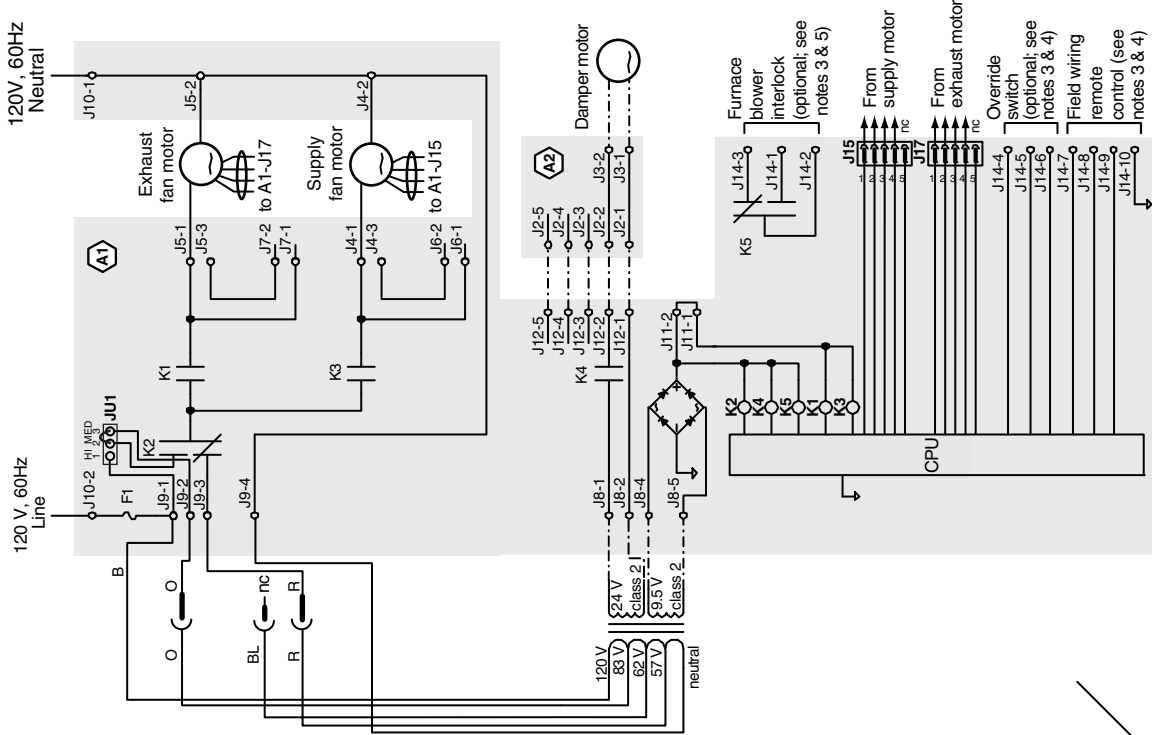 120V, 60Hz
Neutral
120 V, 60Hz
Line
J10-1
J5-2
J4-2
Exhaust
fan motor
to A1-J17
Supply
fan motor
to A1-J15
A1
J5-1
J5-3
J7-2
J7-1
J4-1
J4-3
J6-2
J6-1
K1
K3
JU1
HI MED
1 2 3
K2
J10-2
F1
J9-1
J9-2
J9-3
J9-4
B
O
O
nc
BL
R
R
Damper motor
A2
J3-2
J3-1
J2-5
J2-4
J2-3
J2-2
J2-1
J12-5
J12-4
J12-3
J12-2
J12-1
K4
J11-2
J11-1
J8-1
J8-2
J8-4
J8-5
24 V
class 2
9.5 V
class 2
120 V
83 V
62 V
57 V
neutral
+
–
Furnace
blower
interlock
(optional; see
notes 3 & 5)
J14-3
J14-1
J14-2
K5
K2
K4
K5
K1
K3
CPU
J15
1
2
3
4
5
nc
From
supply motor
J17
1
2
3
4
5
nc
From
exhaust motor
J14-4
J14-5
J14-6
J14-7
J14-8
J14-9
J14-10
Override
switch
(optional; see
notes 3 & 4)
Field wiring
remote
control (see
notes 3 & 4)